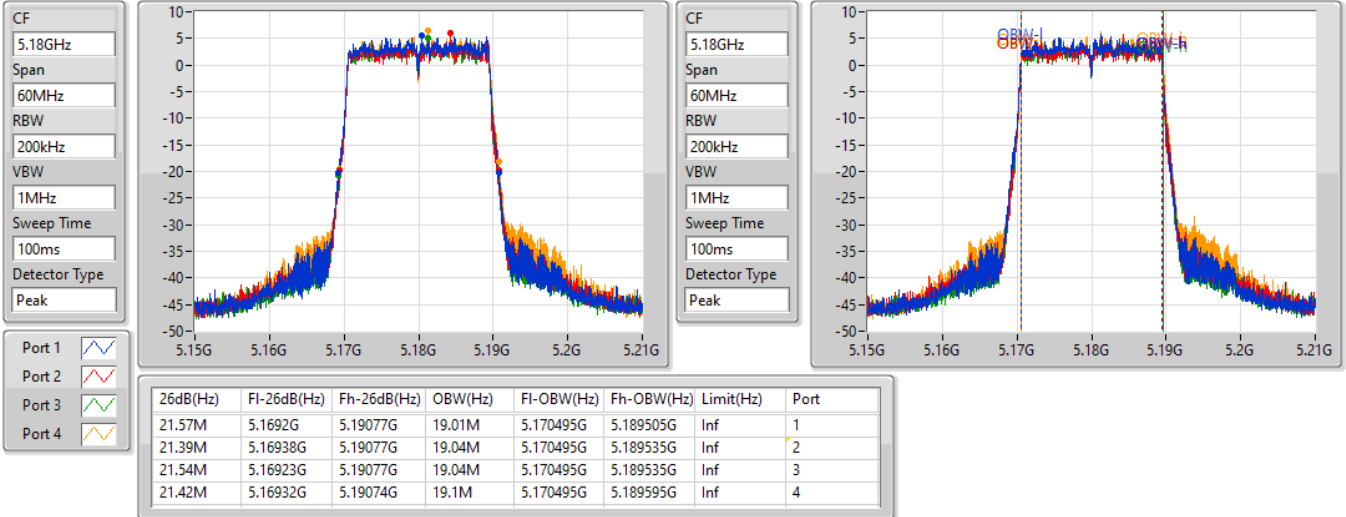 CF
5.18GHz
Span
60MHz
RBW
200kHz
VBW
1MHz
Sweep Time
100ms
Detector Type
Peak
10
5
0
-5
-10
-15
-20
-25
-30
-35
-40
-45
-50
5.15G 5.16G 5.17G 5.18G 5.19G 5.2G 5.21G
CF
5.18GHz
Span
60MHz
RBW
200kHz
VBW
1MHz
Sweep Time
100ms
Detector Type
Peak
10
5
0
-5
-10
-15
-20
-25
-30
-35
-40
-45
-50
OBW-l
OBW-h
5.15G 5.16G 5.17G 5.18G 5.19G 5.2G 5.21G
Port 1
Port 2
Port 3
Port 4
26dB(Hz) Fl-26dB(Hz) Fh-26dB(Hz) OBW(Hz) Fl-OBW(Hz) Fh-OBW(Hz) Limit(Hz) Port
21.57M 5.1692G 5.19077G 19.01M 5.170495G 5.189505G Inf 1
21.39M 5.16938G 5.19077G 19.04M 5.170495G 5.189535G Inf 2
21.54M 5.16923G 5.19077G 19.04M 5.170495G 5.189535G Inf 3
21.42M 5.16932G 5.19074G 19.1M 5.170495G 5.189595G Inf 4